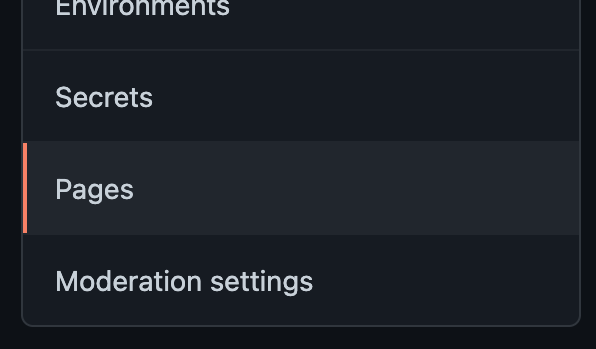 Environments
Secrets
Pages
Moderation settings